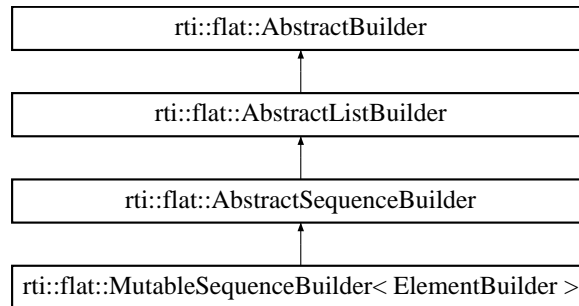 rti::flat::AbstractBuilder
rti::flat::AbstractListBuilder
rti::flat::AbstractSequenceBuilder
rti::flat::MutableSequenceBuilder< ElementBuilder >